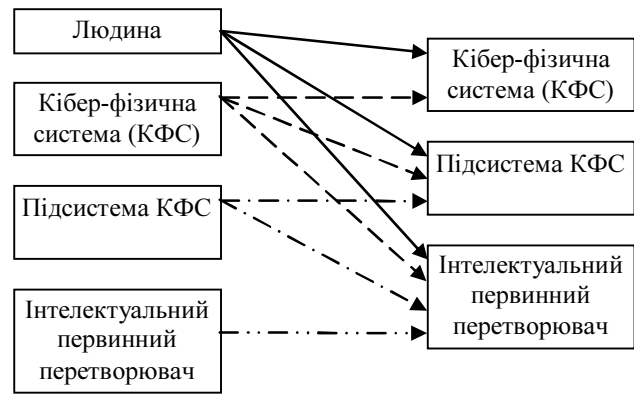 Людина
Кібер-фізична
система (КФС)
Підсистема КФС
Інтелектуальний
первинний
перетворювач
Кібер-фізична
система (КФС)
Підсистема КФС
Інтелектуальний
первинний
перетворювач